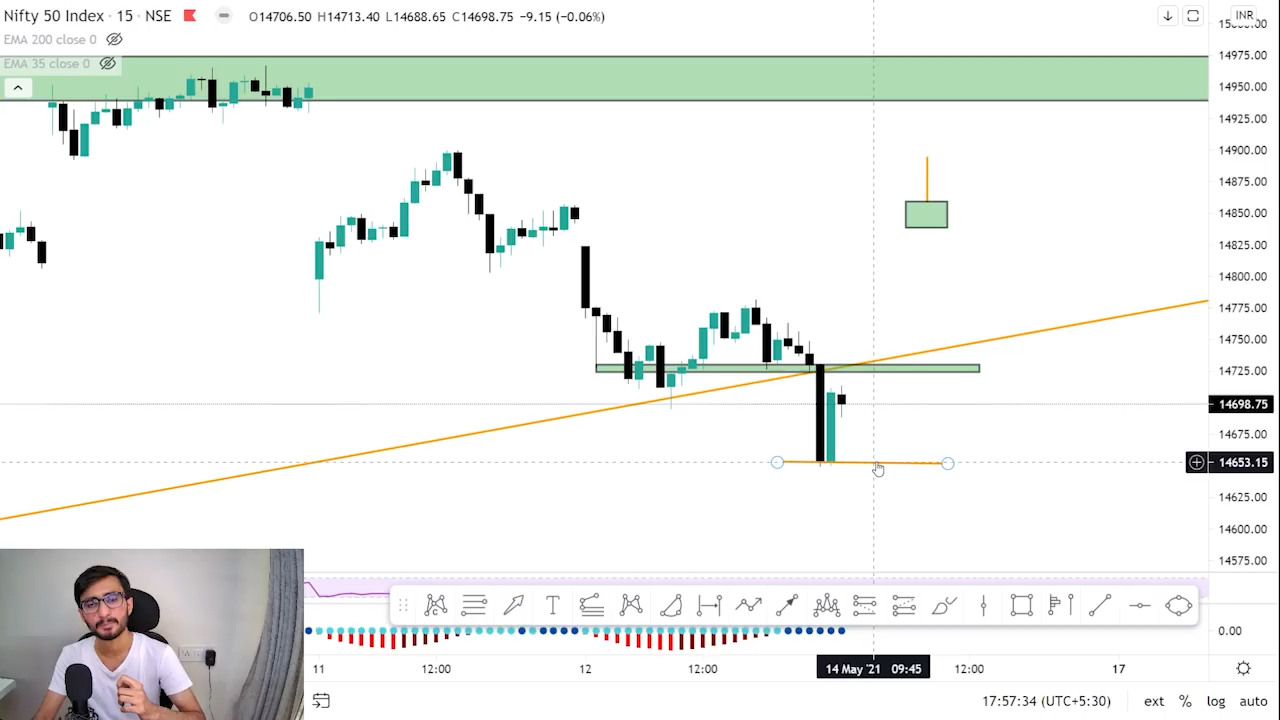 Nifty 50 Index · 15 · NSE O14706.50 H14713.40 L14688.65 C14698.75 −9.15 (−0.06%)
INR
EMA 200 close 0
EMA 35 close 0
14975.00
14950.00
14925.00
14900.00
14875.00
14850.00
14825.00
14800.00
14775.00
14750.00
14725.00
14698.75
14675.00
14653.15
14625.00
14600.00
14575.00
T
0.00
11 12:00 12 12:00 14 May '21 09:45 12:00 17
17:57:34 (UTC+5:30) ext % log auto